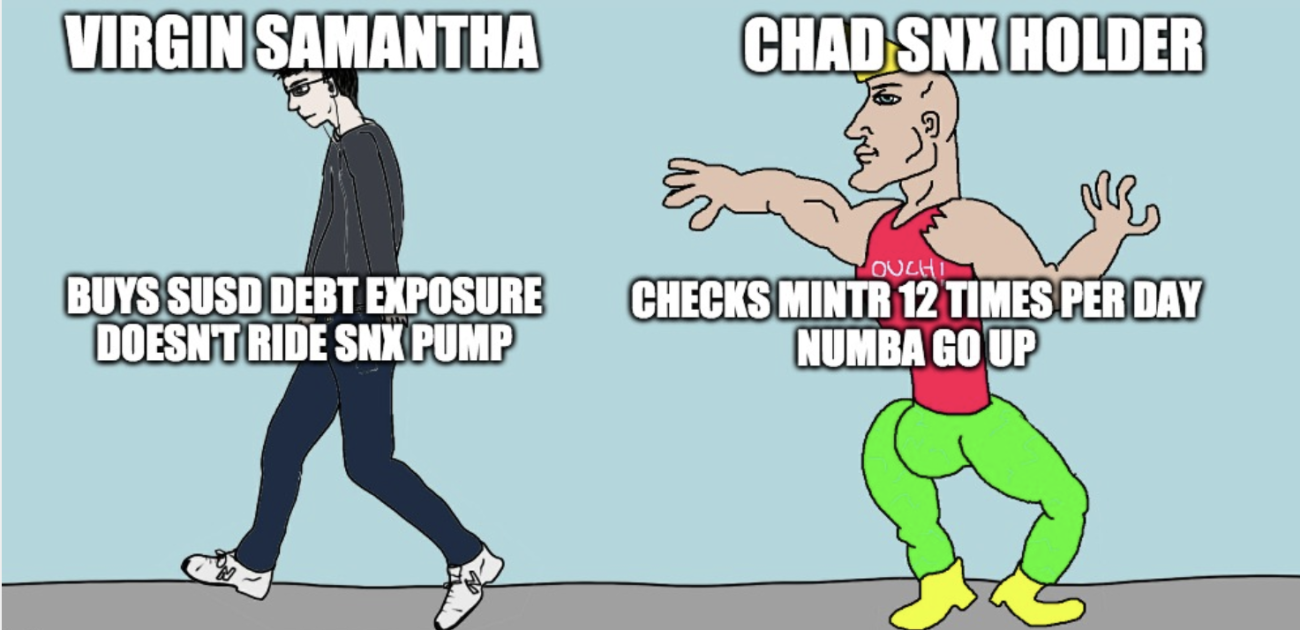 VIRGIN SAMANTHA
CHAD SNX HOLDER
BUYS SUSD DEBT EXPOSURE
DOESN'T RIDE SNX PUMP
OUCH!
CHECKS MINTR 12 TIMES PER DAY
NUMBA GO UP